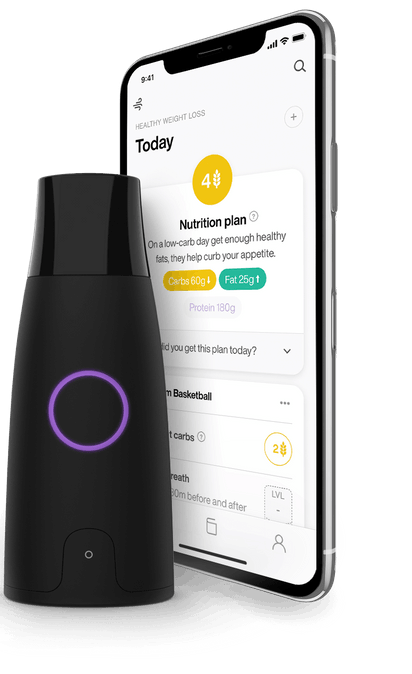 9:41
HEALTHY WEIGHT LOSS
Today
4
Nutrition plan ?
On a low-carb day get enough healthy
fats, they help curb your appetite.
Carbs 60g↓ Fat 25g↑
Protein 180g
did you get this plan today?
Basketball
carbs ? 2
30m before and after
LVL
-